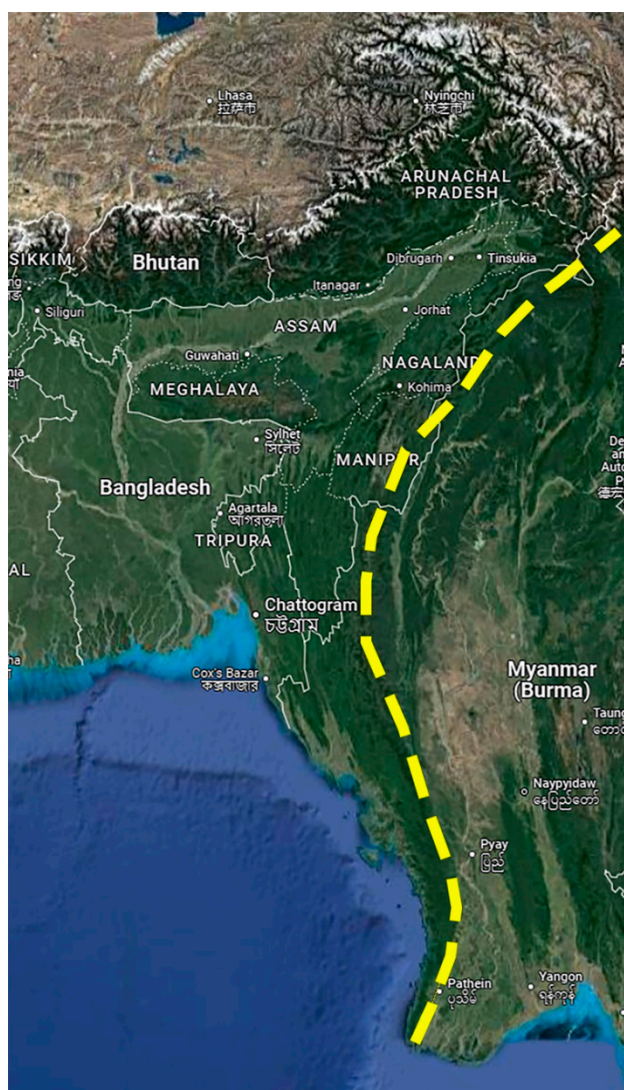 Lhasa
拉萨市
Nyingchi
林芝市
ARUNACHAL
PRADESH
SIKKIM
Bhutan
Dibrugarh
Tinsukia
Itanagar
Siliguri
ASSAM
Jorhat
Guwahati
NAGALAND
MEGHALAYA
Kohima
Sylhet
সিলেট
MANIPUR
Bangladesh
Agartala
আগরতলা
TRIPURA
Chattogram
চট্টগ্রাম
Cox's Bazar
কক্সবাজার
Myanmar
(Burma)
Naypyidaw
နေပြည်တော်
Pyay
ပြည်
Pathein
ပုသိမ်
Yangon
ရန်ကုန်